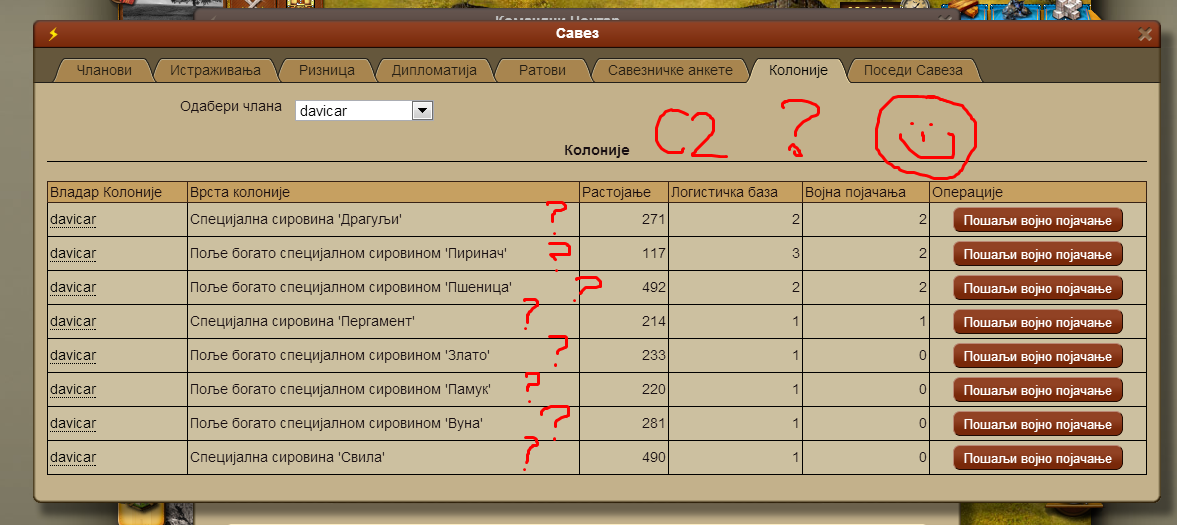 Савез
Чланови Истраживања Ризница Дипломатија Ратови Савезничке анкете Колоније Поседи Савеза
Одабери члана davicar
C2 ?
Колоније
Владар Колоније Врста колоније Растојање Логистичка база Војна појачања Операције
davicar Специјална сировина 'Драгуљи' ? 271 2 2 Пошаљи војно појачање
davicar Поље богато специјалном сировином 'Пиринач' ? 117 3 2 Пошаљи војно појачање
davicar Поље богато специјалном сировином 'Пшеница' ? 492 2 2 Пошаљи војно појачање
davicar Специјална сировина 'Пергамент' ? 214 1 1 Пошаљи војно појачање
davicar Поље богато специјалном сировином 'Злато' ? 233 1 0 Пошаљи војно појачање
davicar Поље богато специјалном сировином 'Памук' ? 220 1 0 Пошаљи војно појачање
davicar Поље богато специјалном сировином 'Вуна' ? 281 1 0 Пошаљи војно појачање
davicar Специјална сировина 'Свила' ? 490 1 0 Пошаљи војно појачање